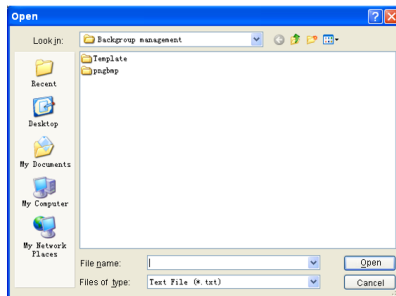 Open
Look in:
Backgroup management
Template
pngbmp
Recent
Desktop
My Documents
My Computer
My Network
Places
File name:
Open
Files of type:
Text File (*.txt)
Cancel